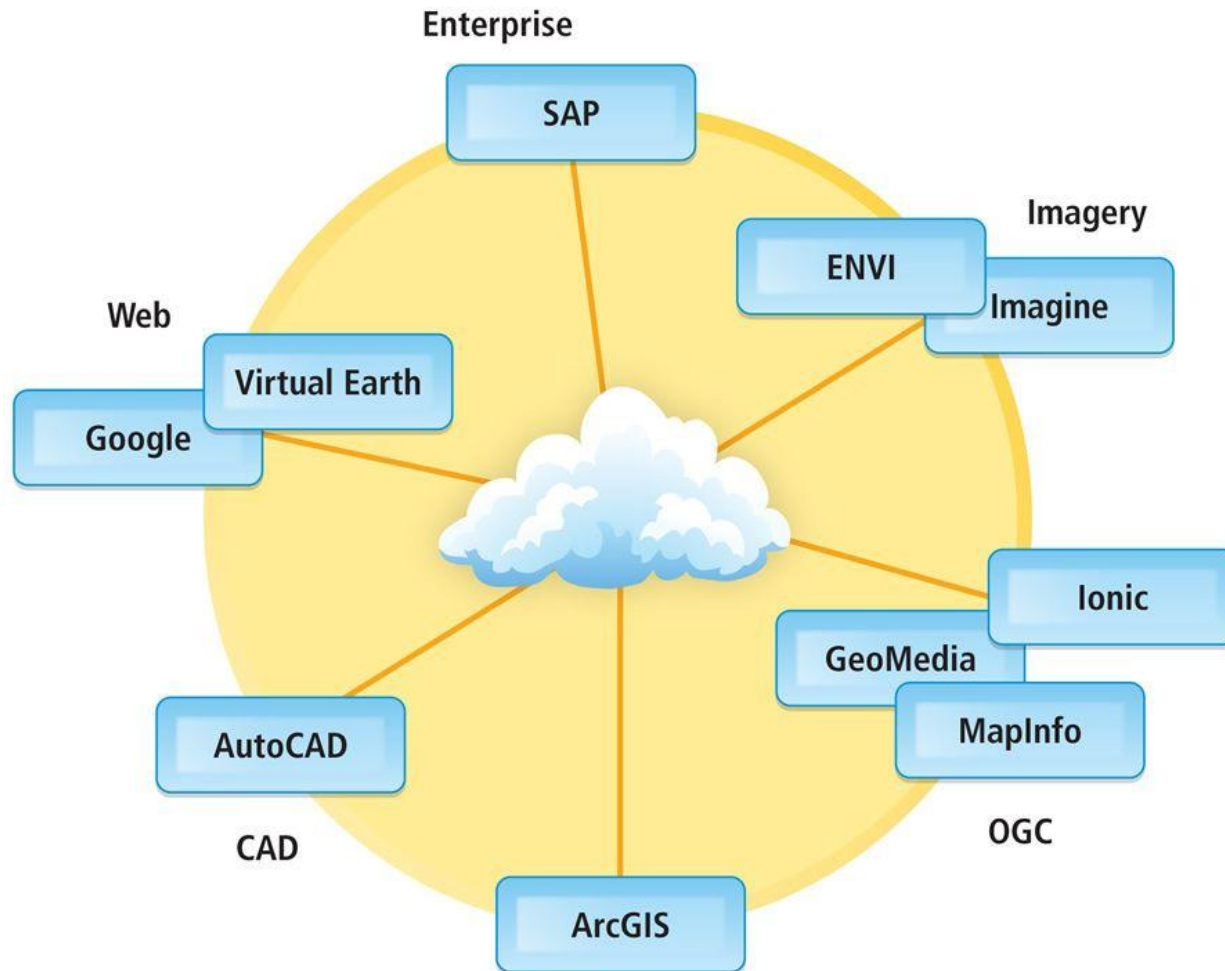 Enterprise
SAP
Imagery
ENVI
Imagine
Web
Virtual Earth
Google
Ionic
GeoMedia
MapInfo
AutoCAD
OGC
CAD
ArcGIS